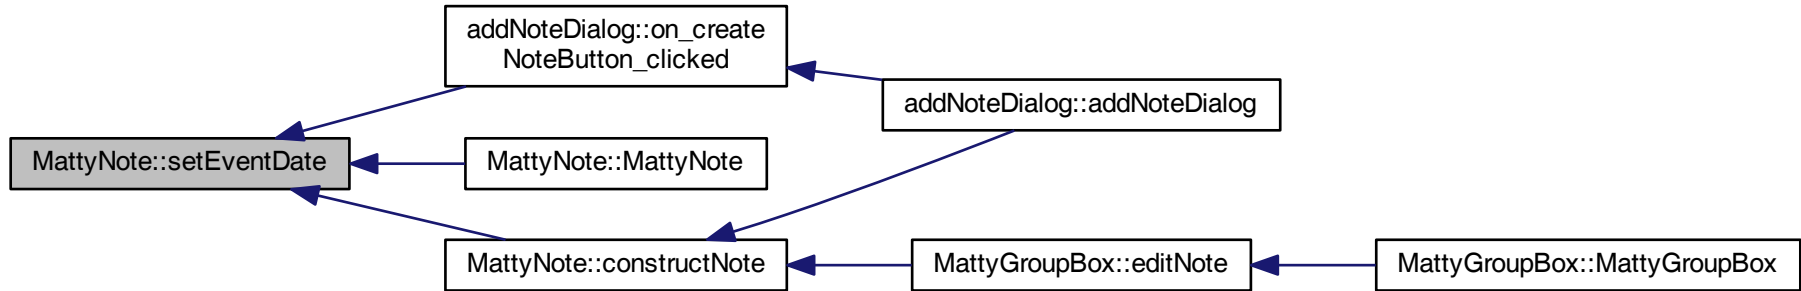 addNoteDialog::on_create
NoteButton_clicked
addNoteDialog::addNoteDialog
MattyNote::setEventDate
MattyNote::MattyNote
MattyNote::constructNote
MattyGroupBox::editNote
MattyGroupBox::MattyGroupBox